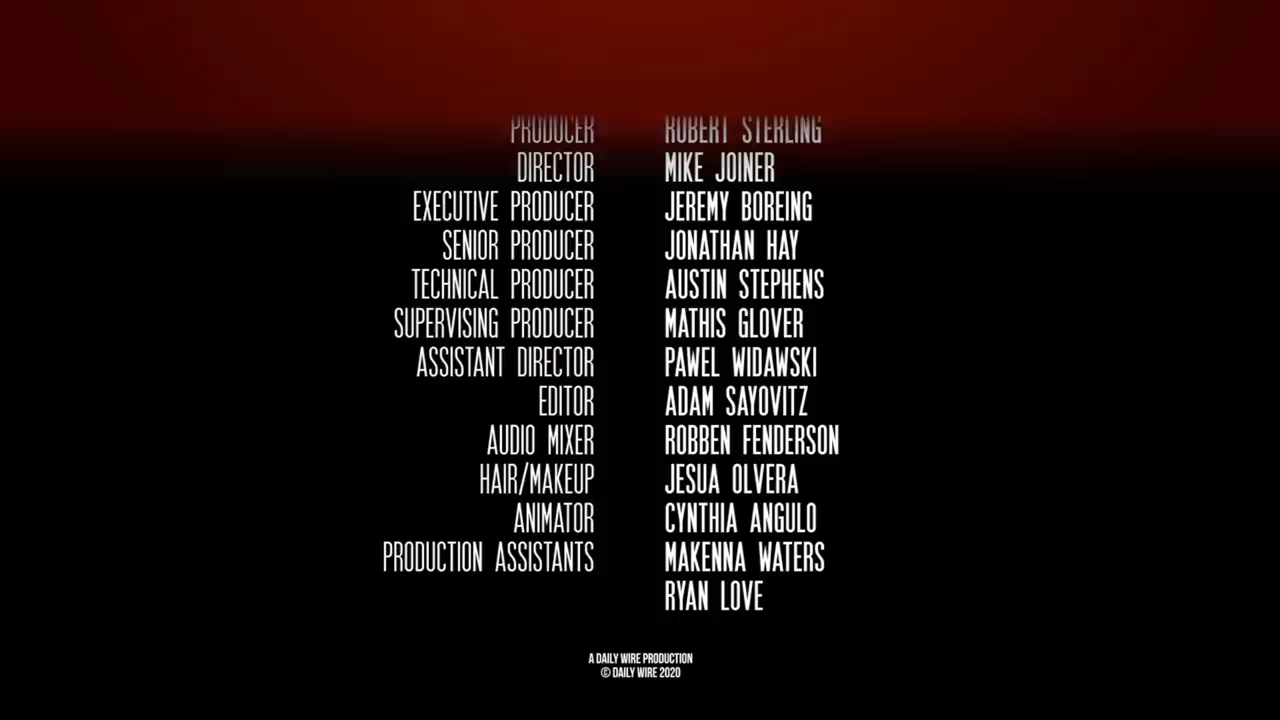 PRODUCER ROBERT STERLING
DIRECTOR MIKE JOINER
EXECUTIVE PRODUCER JEREMY BOREING
SENIOR PRODUCER JONATHAN HAY
TECHNICAL PRODUCER AUSTIN STEPHENS
SUPERVISING PRODUCER MATHIS GLOVER
ASSISTANT DIRECTOR PAWEL WIDAWSKI
EDITOR ADAM SAYOVITZ
AUDIO MIXER ROBBEN FENDERSON
HAIR/MAKEUP JESUA OLVERA
ANIMATOR CYNTHIA ANGULO
PRODUCTION ASSISTANTS MAKENNA WATERS
RYAN LOVE
A DAILY WIRE PRODUCTION
© DAILY WIRE 2020